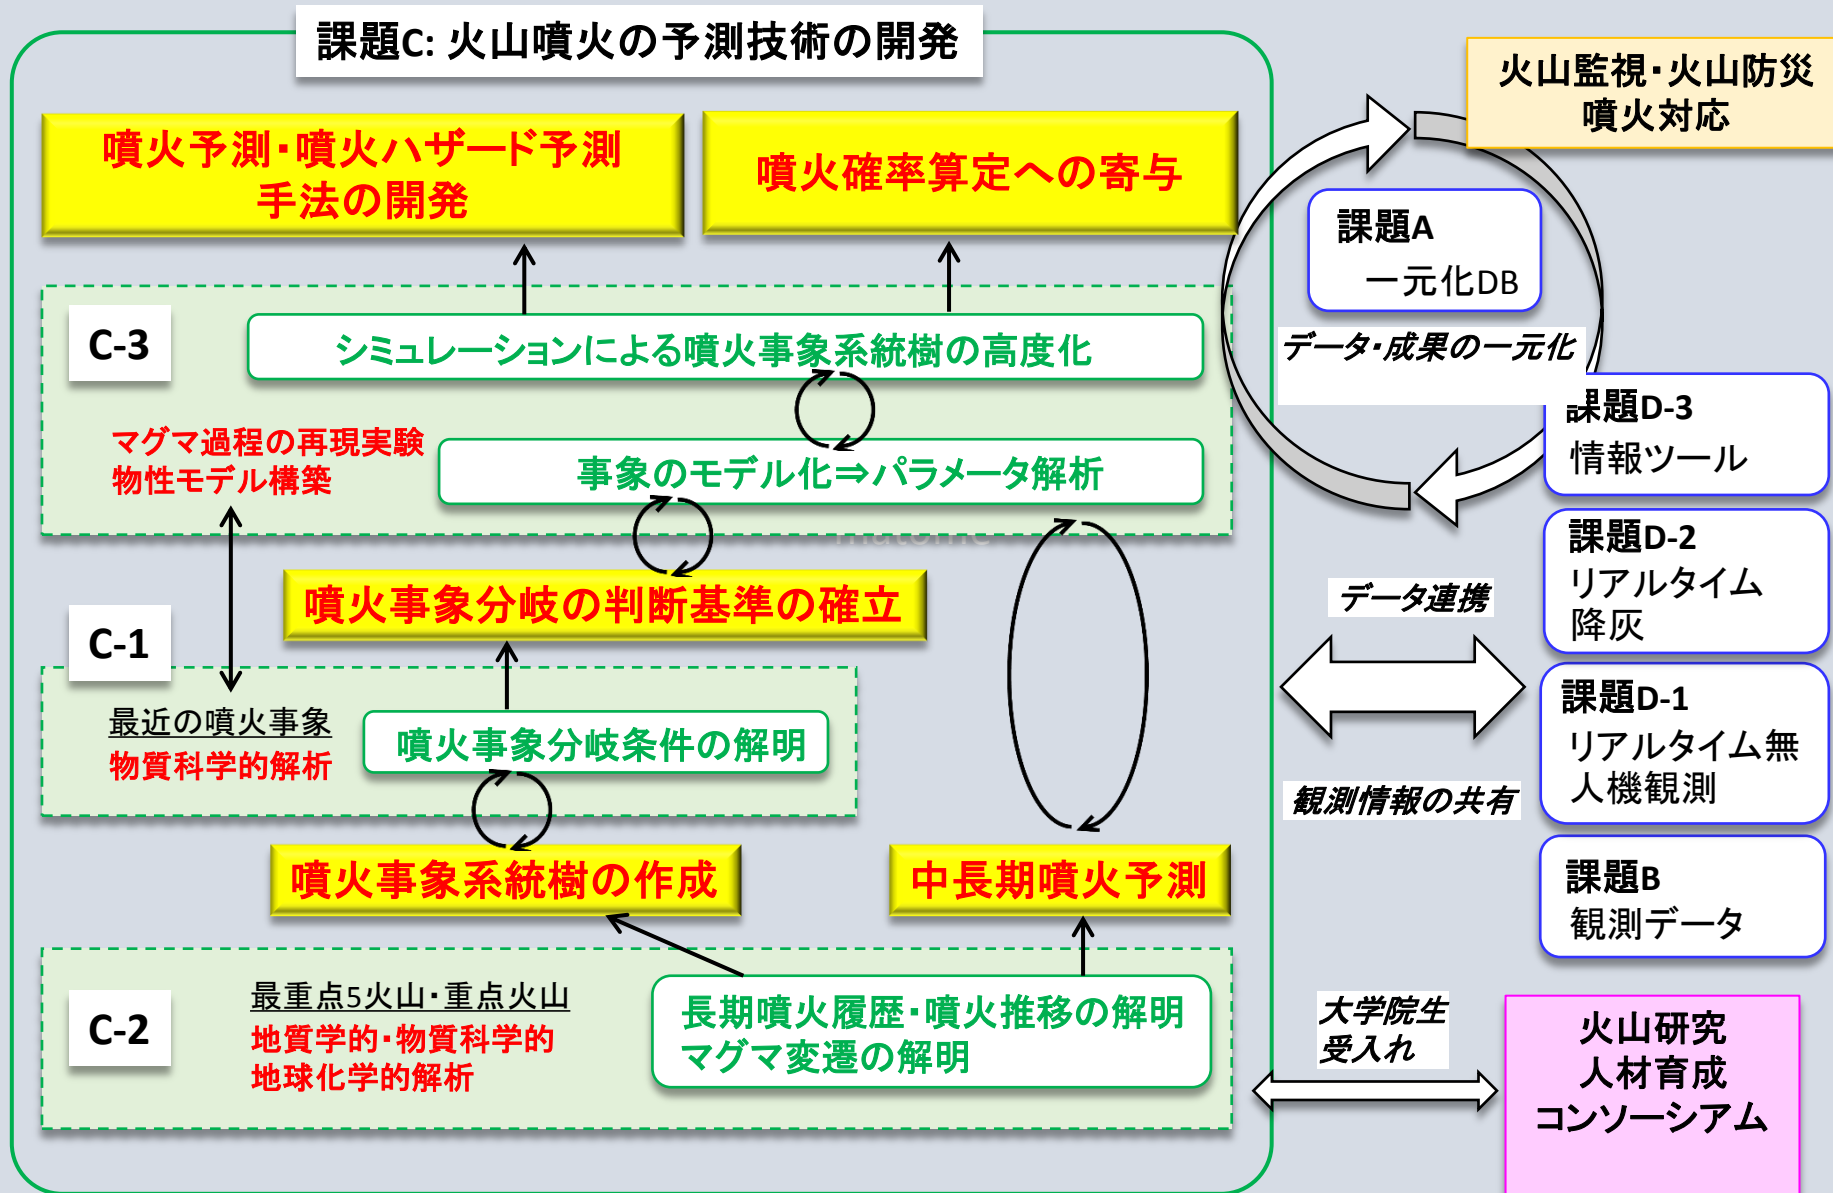 課題C: 火山噴火の予測技術の開発
噴火予測・噴火ハザード予測
手法の開発
噴火確率算定への寄与
C-3
シミュレーションによる噴火事象系統樹の高度化
マグマ過程の再現実験
物性モデル構築
事象のモデル化⇒パラメータ解析
matome
噴火事象分岐の判断基準の確立
C-1
最近の噴火事象
物質科学的解析
噴火事象分岐条件の解明
噴火事象系統樹の作成
中長期噴火予測
C-2
最重点5火山・重点火山
地質学的・物質科学的
地球化学的解析
長期噴火履歴・噴火推移の解明
マグマ変遷の解明
火山監視・火山防災
噴火対応
課題A
一元化DB
データ・成果の一元化
課題D-3
情報ツール
課題D-2
リアルタイム
降灰
データ連携
課題D-1
リアルタイム無
人機観測
観測情報の共有
課題B
観測データ
大学院生
受入れ
火山研究
人材育成
コンソーシアム